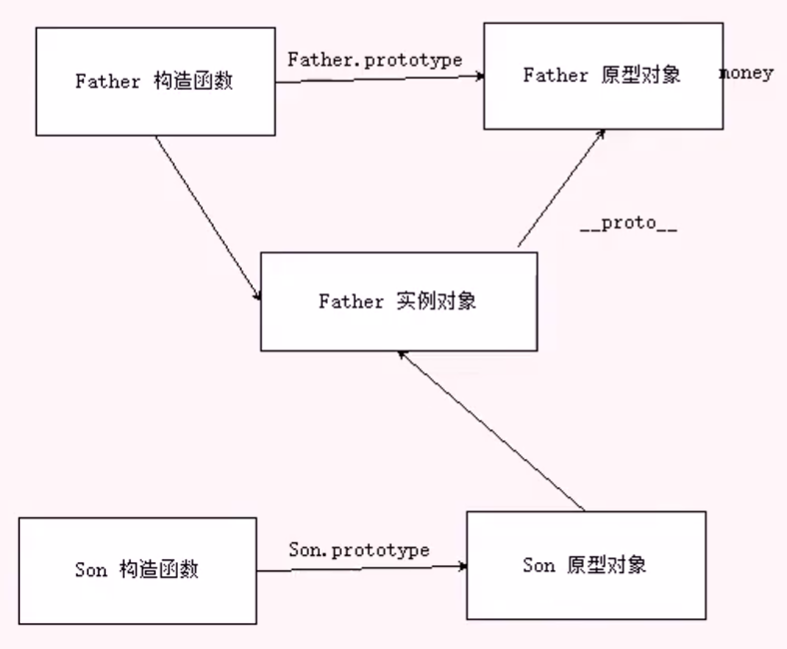 Father.prototype
Father 构造函数
Father 原型对象
money
__proto__
Father 实例对象
Son.prototype
Son 构造函数
Son 原型对象